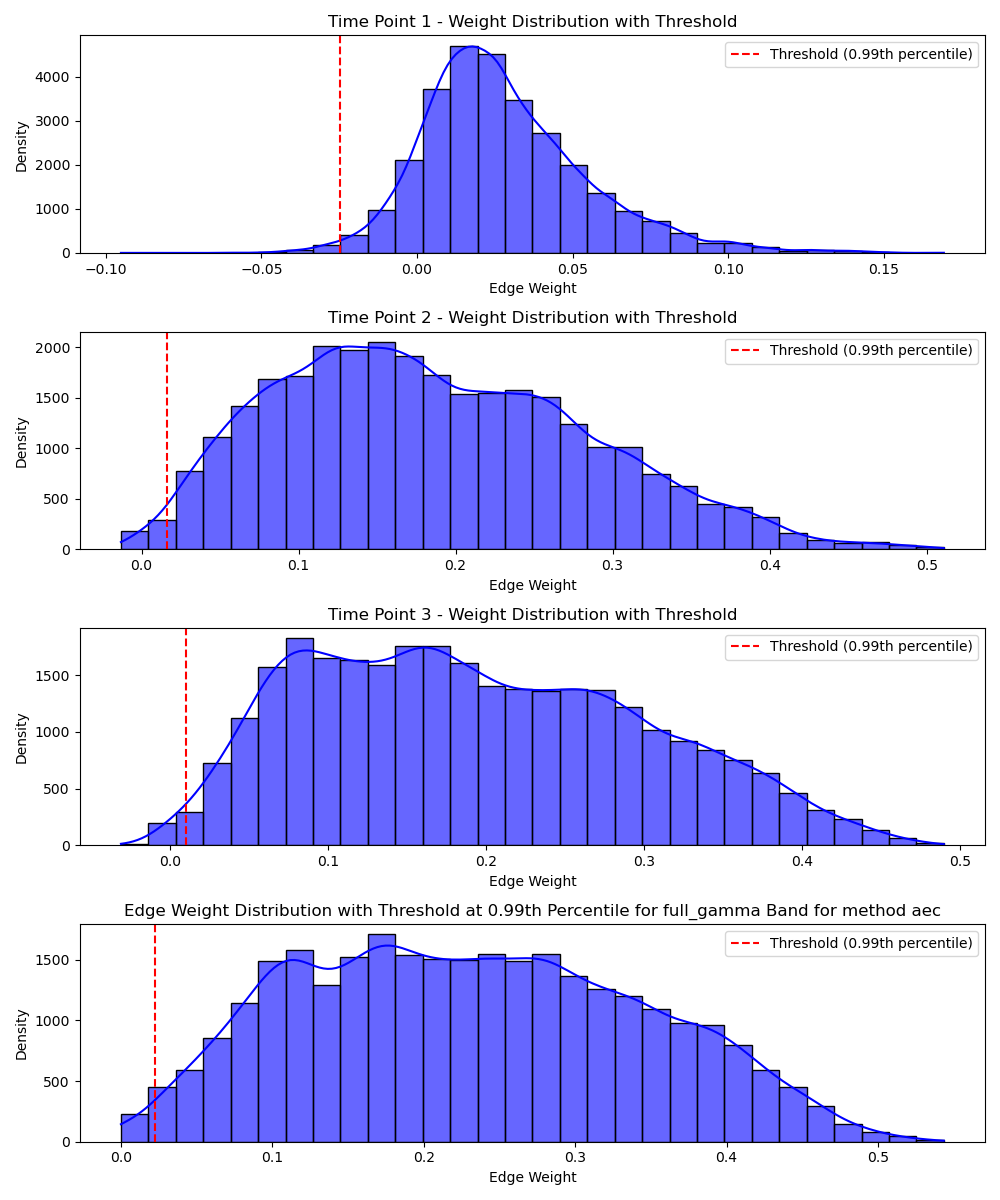 Time Point 1 - Weight Distribution with Threshold
Threshold (0.99th percentile)
Density
4000
3000
2000
1000
0
−0.10 −0.05 0.00 0.05 0.10 0.15
Edge Weight
Time Point 2 - Weight Distribution with Threshold
Threshold (0.99th percentile)
Density
2000
1500
1000
500
0
0.0 0.1 0.2 0.3 0.4 0.5
Edge Weight
Time Point 3 - Weight Distribution with Threshold
Threshold (0.99th percentile)
Density
1500
1000
500
0
0.0 0.1 0.2 0.3 0.4 0.5
Edge Weight
Edge Weight Distribution with Threshold at 0.99th Percentile for full_gamma Band for method aec
Threshold (0.99th percentile)
Density
1500
1000
500
0
0.0 0.1 0.2 0.3 0.4 0.5
Edge Weight